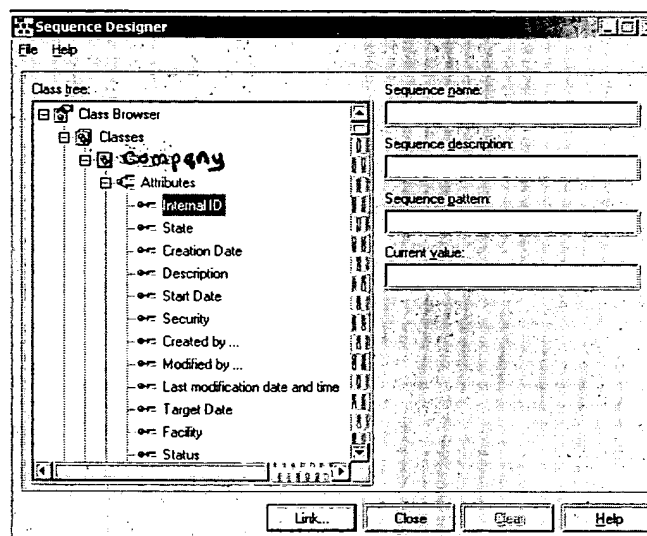 Sequence Designer
File Help
Class tree:
Class Browser
Classes
Company
Attributes
Internal ID
State
Creation Date
Description
Start Date
Security
Created by ...
Modified by ...
Last modification date and time
Target Date
Facility
Status
Sequence name:
Sequence description:
Sequence pattern:
Current value:
Link... Close Clear Help